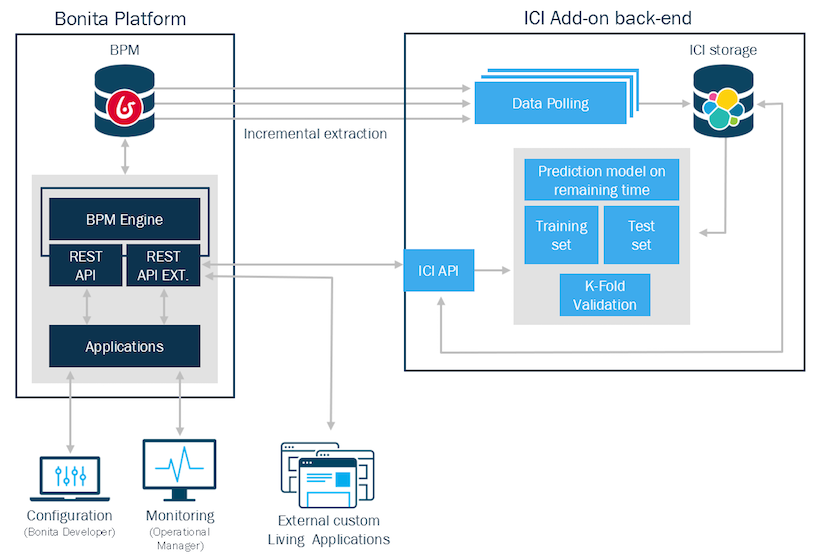 Bonita Platform
BPM
BPM Engine
REST
API
REST
API EXT.
Applications
Configuration
(Bonita Developer)
Monitoring
(Operational
Manager)
External custom
Living Applications
Incremental extraction
ICI Add-on back-end
Data Polling
ICI storage
Prediction model on
remaining time
Training
set
Test
set
K-Fold
Validation
ICI API